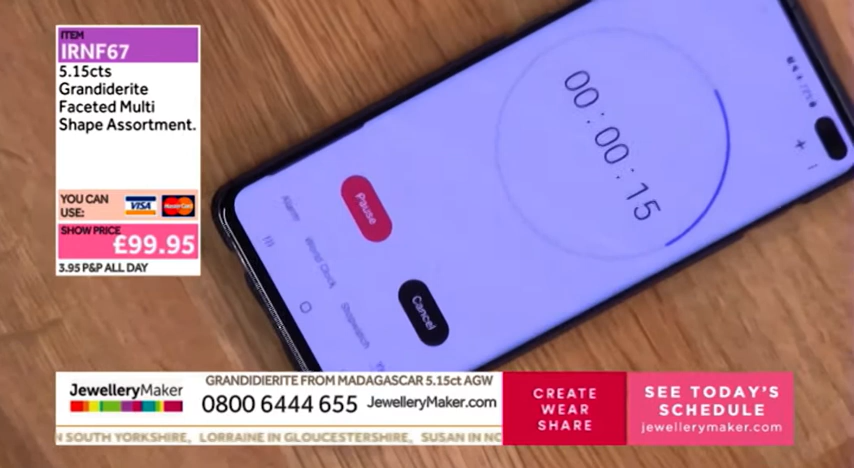 ITEM
IRNF67
5.15cts
Grandiderite
Faceted Multi
Shape Assortment.
YOU CAN
USE:
VISA
MasterCard
SHOW PRICE
£99.95
3.95 P&P ALL DAY
00:00:15
Pause
Cancel
Alarm
World Clock
Stopwatch
JewelleryMaker
GRANDIDIERITE FROM MADAGASCAR 5.15ct AGW
0800 6444 655
JewelleryMaker.com
CREATE
WEAR
SHARE
SEE TODAY'S
SCHEDULE
jewellerymaker.com
N SOUTH YORKSHIRE, LORRAINE IN GLOUCESTERSHIRE, SUSAN IN NO